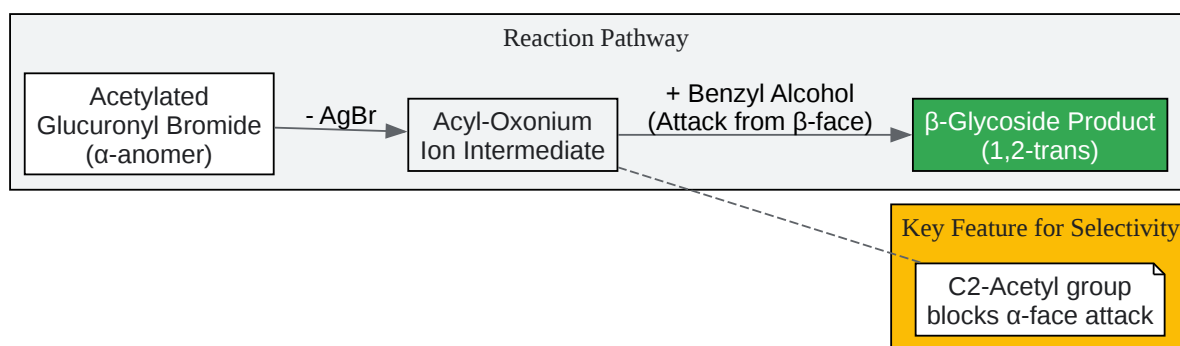 Reaction Pathway
Acetylated
Glucuronyl Bromide
(α-anomer)
- AgBr
Acyl-Oxonium
Ion Intermediate
+ Benzyl Alcohol
(Attack from β-face)
β-Glycoside Product
(1,2-trans)
Key Feature for Selectivity
C2-Acetyl group
blocks α-face attack